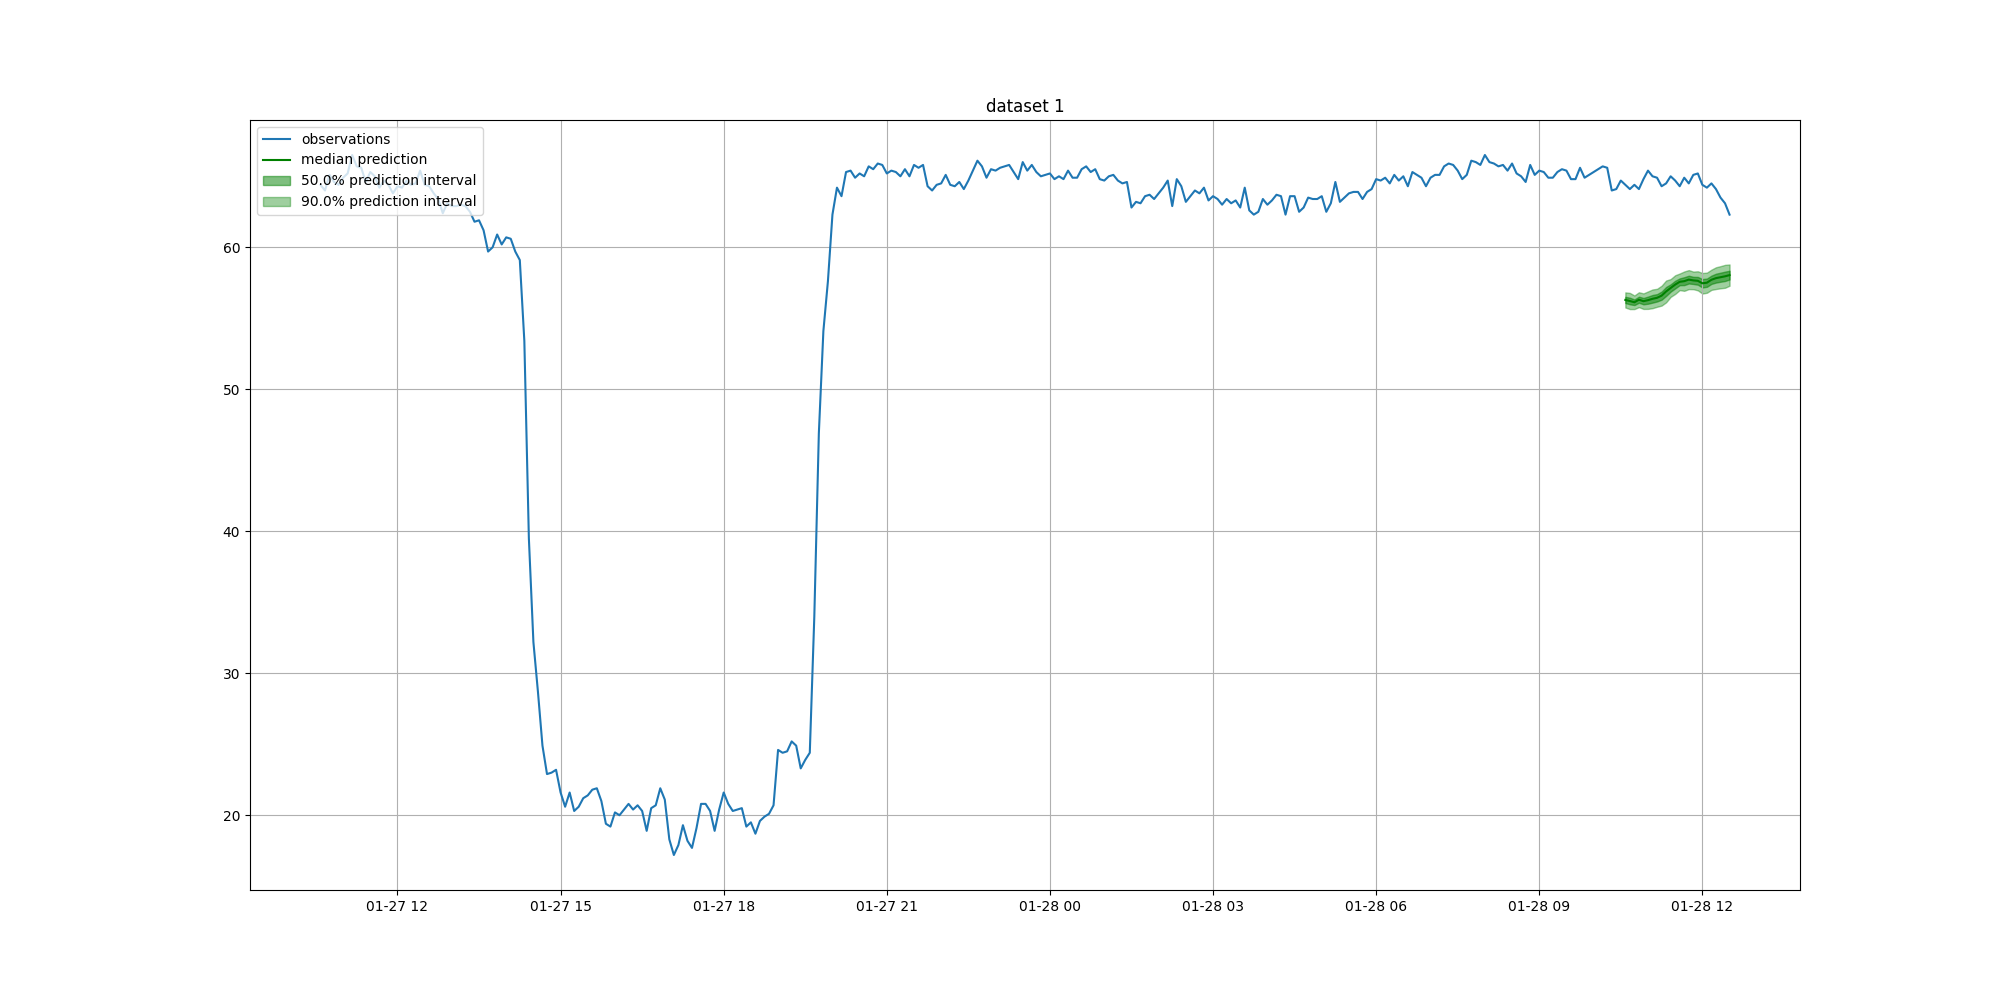 dataset 1
observations
median prediction
50.0% prediction interval
90.0% prediction interval
60
50
40
30
20
01-27 12
01-27 15
01-27 18
01-27 21
01-28 00
01-28 03
01-28 06
01-28 09
01-28 12